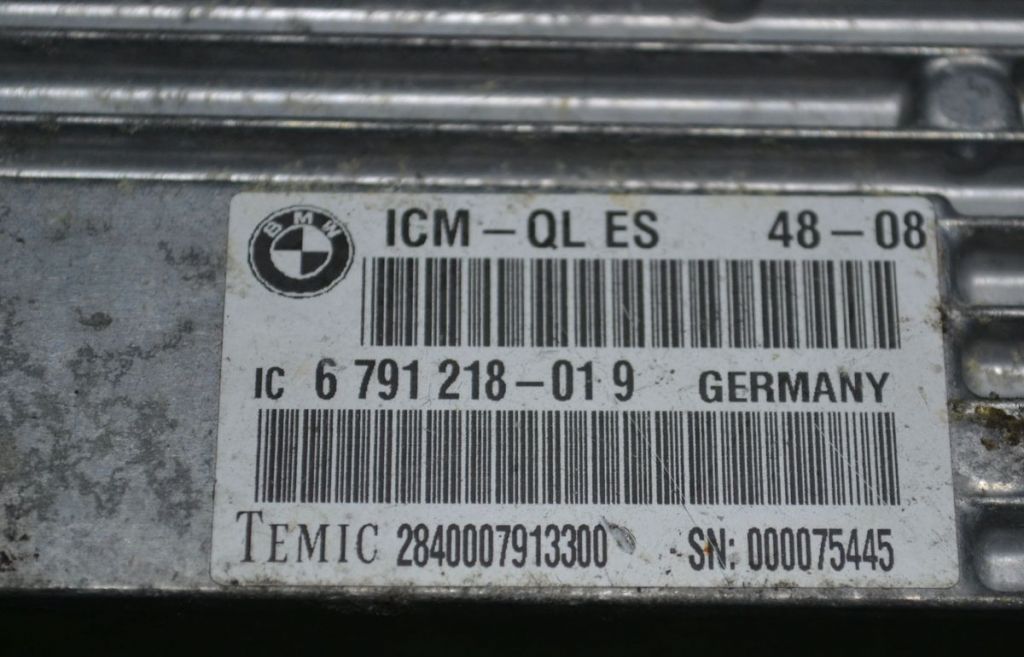 BMW ICM – QL ES 48 – 08
IC 6 791 218 – 01 9 GERMANY
TEMIC 2840007913300 SN: 000075445